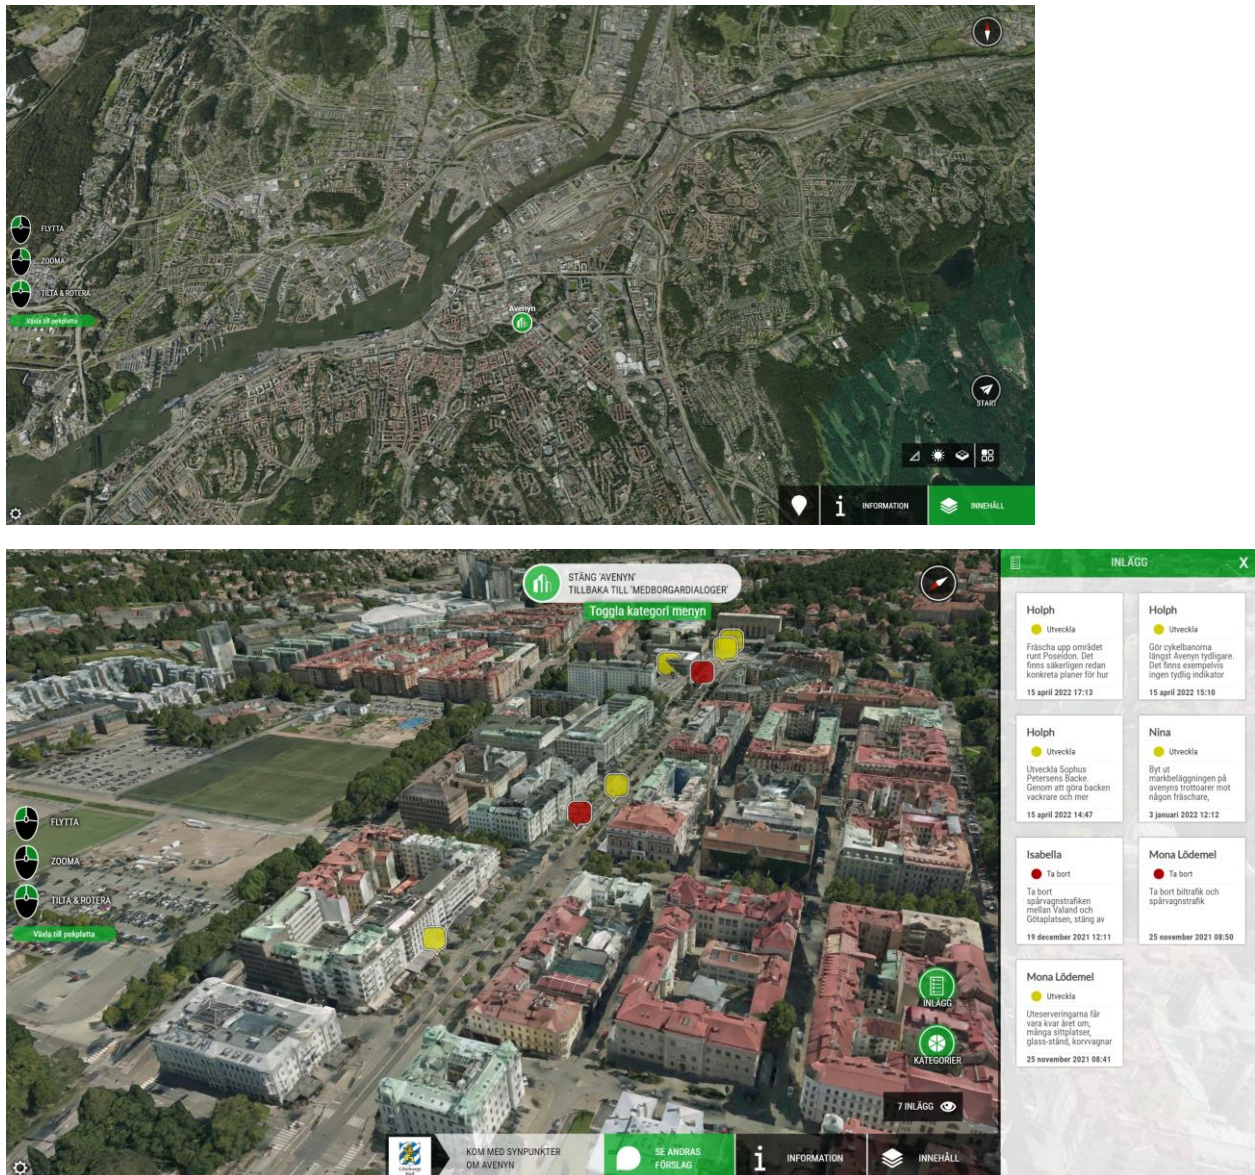 Avenyn
FLYTTA
ZOOMA
TILTA & ROTERA
Växla till pekplatta
START
INFORMATION
INNEHÅLL
STÄNG 'AVENYN'
TILLBAKA TILL 'MEDBORGARDIALOGER'
Toggla kategori menyn
FLYTTA
ZOOMA
TILTA & ROTERA
Växla till pekplatta
INLÄGG
KATEGORIER
7 INLÄGG
Göteborgs
Stad
KOM MED SYNPUNKTER
OM AVENYN
SE ANDRAS
FÖRSLAG
INFORMATION
INNEHÅLL
INLÄGG X
Holph
Utveckla
Fräscha upp området
runt Poseidon. Det
finns säkerligen redan
konkreta planer för hur
15 april 2022 17:13
Holph
Utveckla
Gör cykelbanorna
längst Avenyn tydligare.
Det finns exempelvis
ingen tydlig indikator
15 april 2022 15:10
Holph
Utveckla
Utveckla Sophus
Petersens Backe.
Genom att göra backen
vackrare och mer
15 april 2022 14:47
Nina
Utveckla
Byt ut
markbeläggningen på
avenyns trottoarer mot
någon fräschare,
3 januari 2022 12:12
Isabella
Ta bort
Ta bort
spårvagnstrafiken
mellan Valand och
Götaplatsen, stäng av
19 december 2021 12:11
Mona Lödemel
Ta bort
Ta bort biltrafik och
spårvagnstrafik
25 november 2021 08:50
Mona Lödemel
Utveckla
Uteserveringarna får
vara kvar året om,
många sittplatser,
glass-stånd, korvvagnar
25 november 2021 08:41